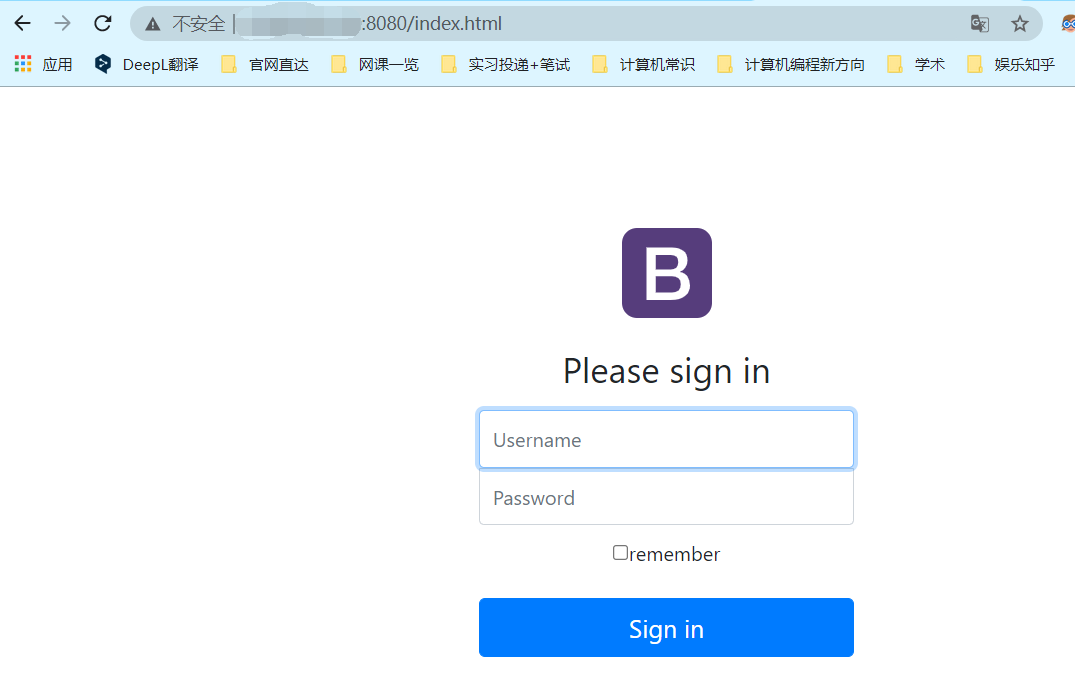 不安全 | :8080/index.html
应用 DeepL翻译 官网直达 网课一览 实习投递+笔试 计算机常识 计算机编程新方向 学术 娱乐知乎
B
Please sign in
Username
Password
remember
Sign in